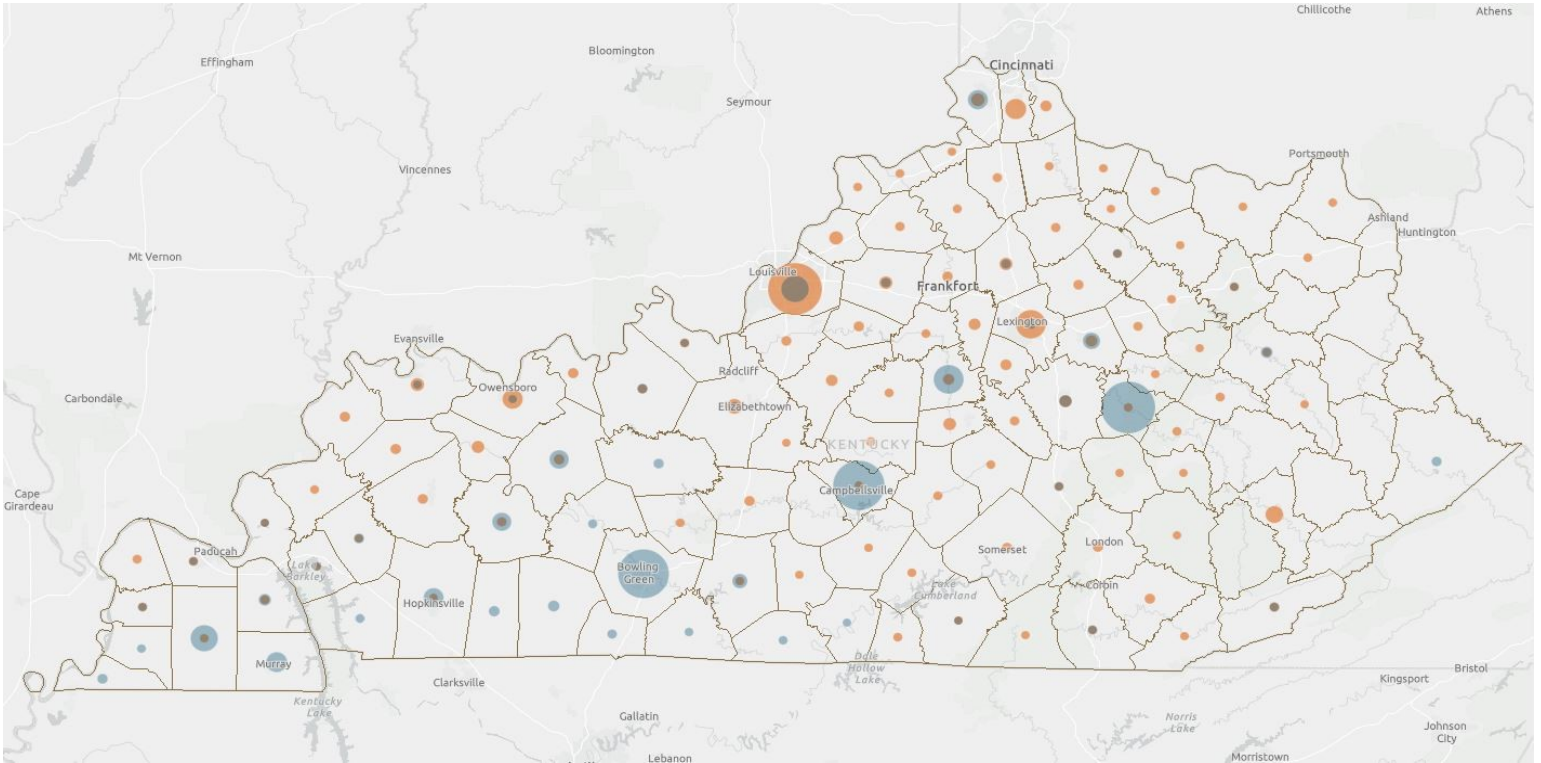 Chillicothe
Athens
Bloomington
Effingham
Cincinnati
Seymour
Portsmouth
Vincennes
Ashland
Huntington
Mt Vernon
Louisville
Frankfort
Lexington
Evansville
Radcliff
Owensboro
Carbondale
Elizabethtown
KENTUCKY
Campbellsville
Cape
Girardeau
Paducah
Somerset
London
Lake
Barkley
Bowling
Green
Corbin
Lake
Cumberland
Hopkinsville
Murray
Dale
Hollow
Lake
Bristol
Clarksville
Kingsport
Kentucky
Lake
Gallatin
Norris
Lake
Johnson
City
Lebanon
Morristown